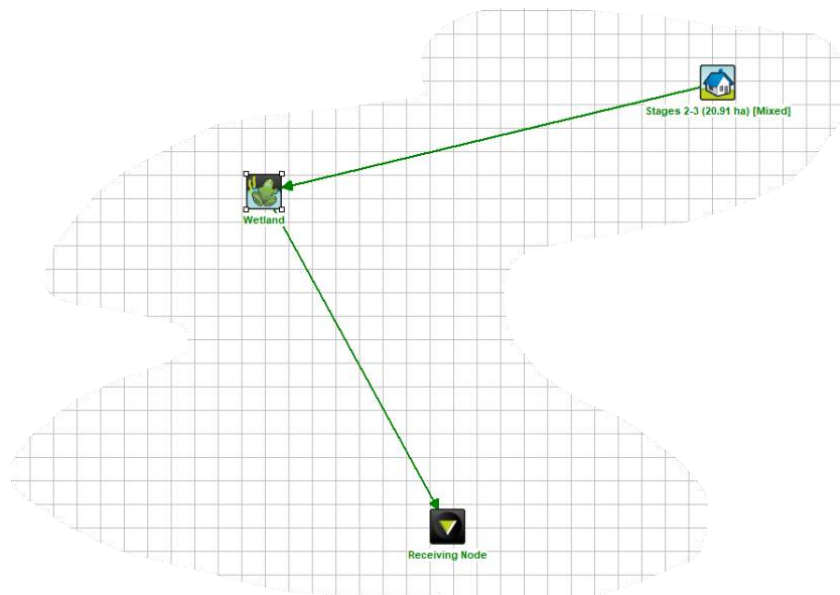 Stages 2-3 (20.91 ha) [Mixed]
Wetland
Receiving Node